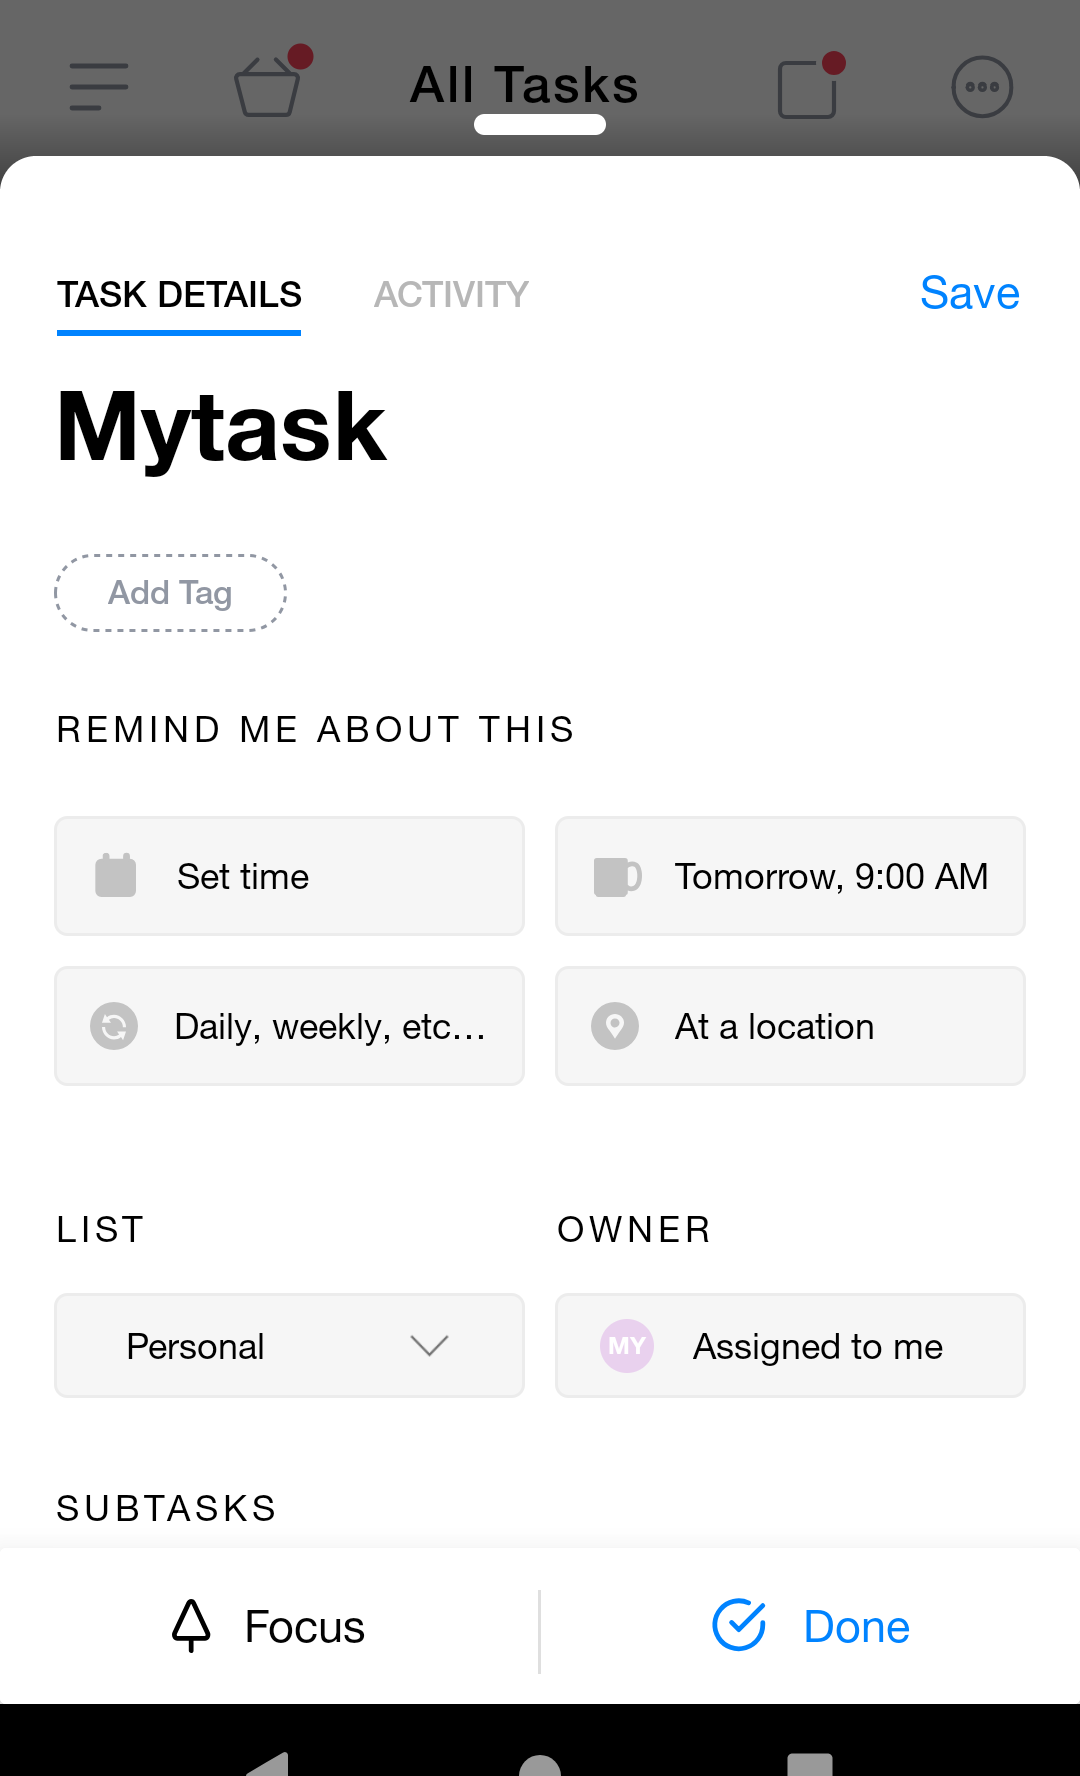 All Tasks
TASK DETAILS
ACTIVITY
Save
Mytask
Add Tag
REMIND ME ABOUT THIS
Set time
Tomorrow, 9:00 AM
Daily, weekly, etc...
At a location
LIST
OWNER
Personal
MY
Assigned to me
SUBTASKS
Focus
Done